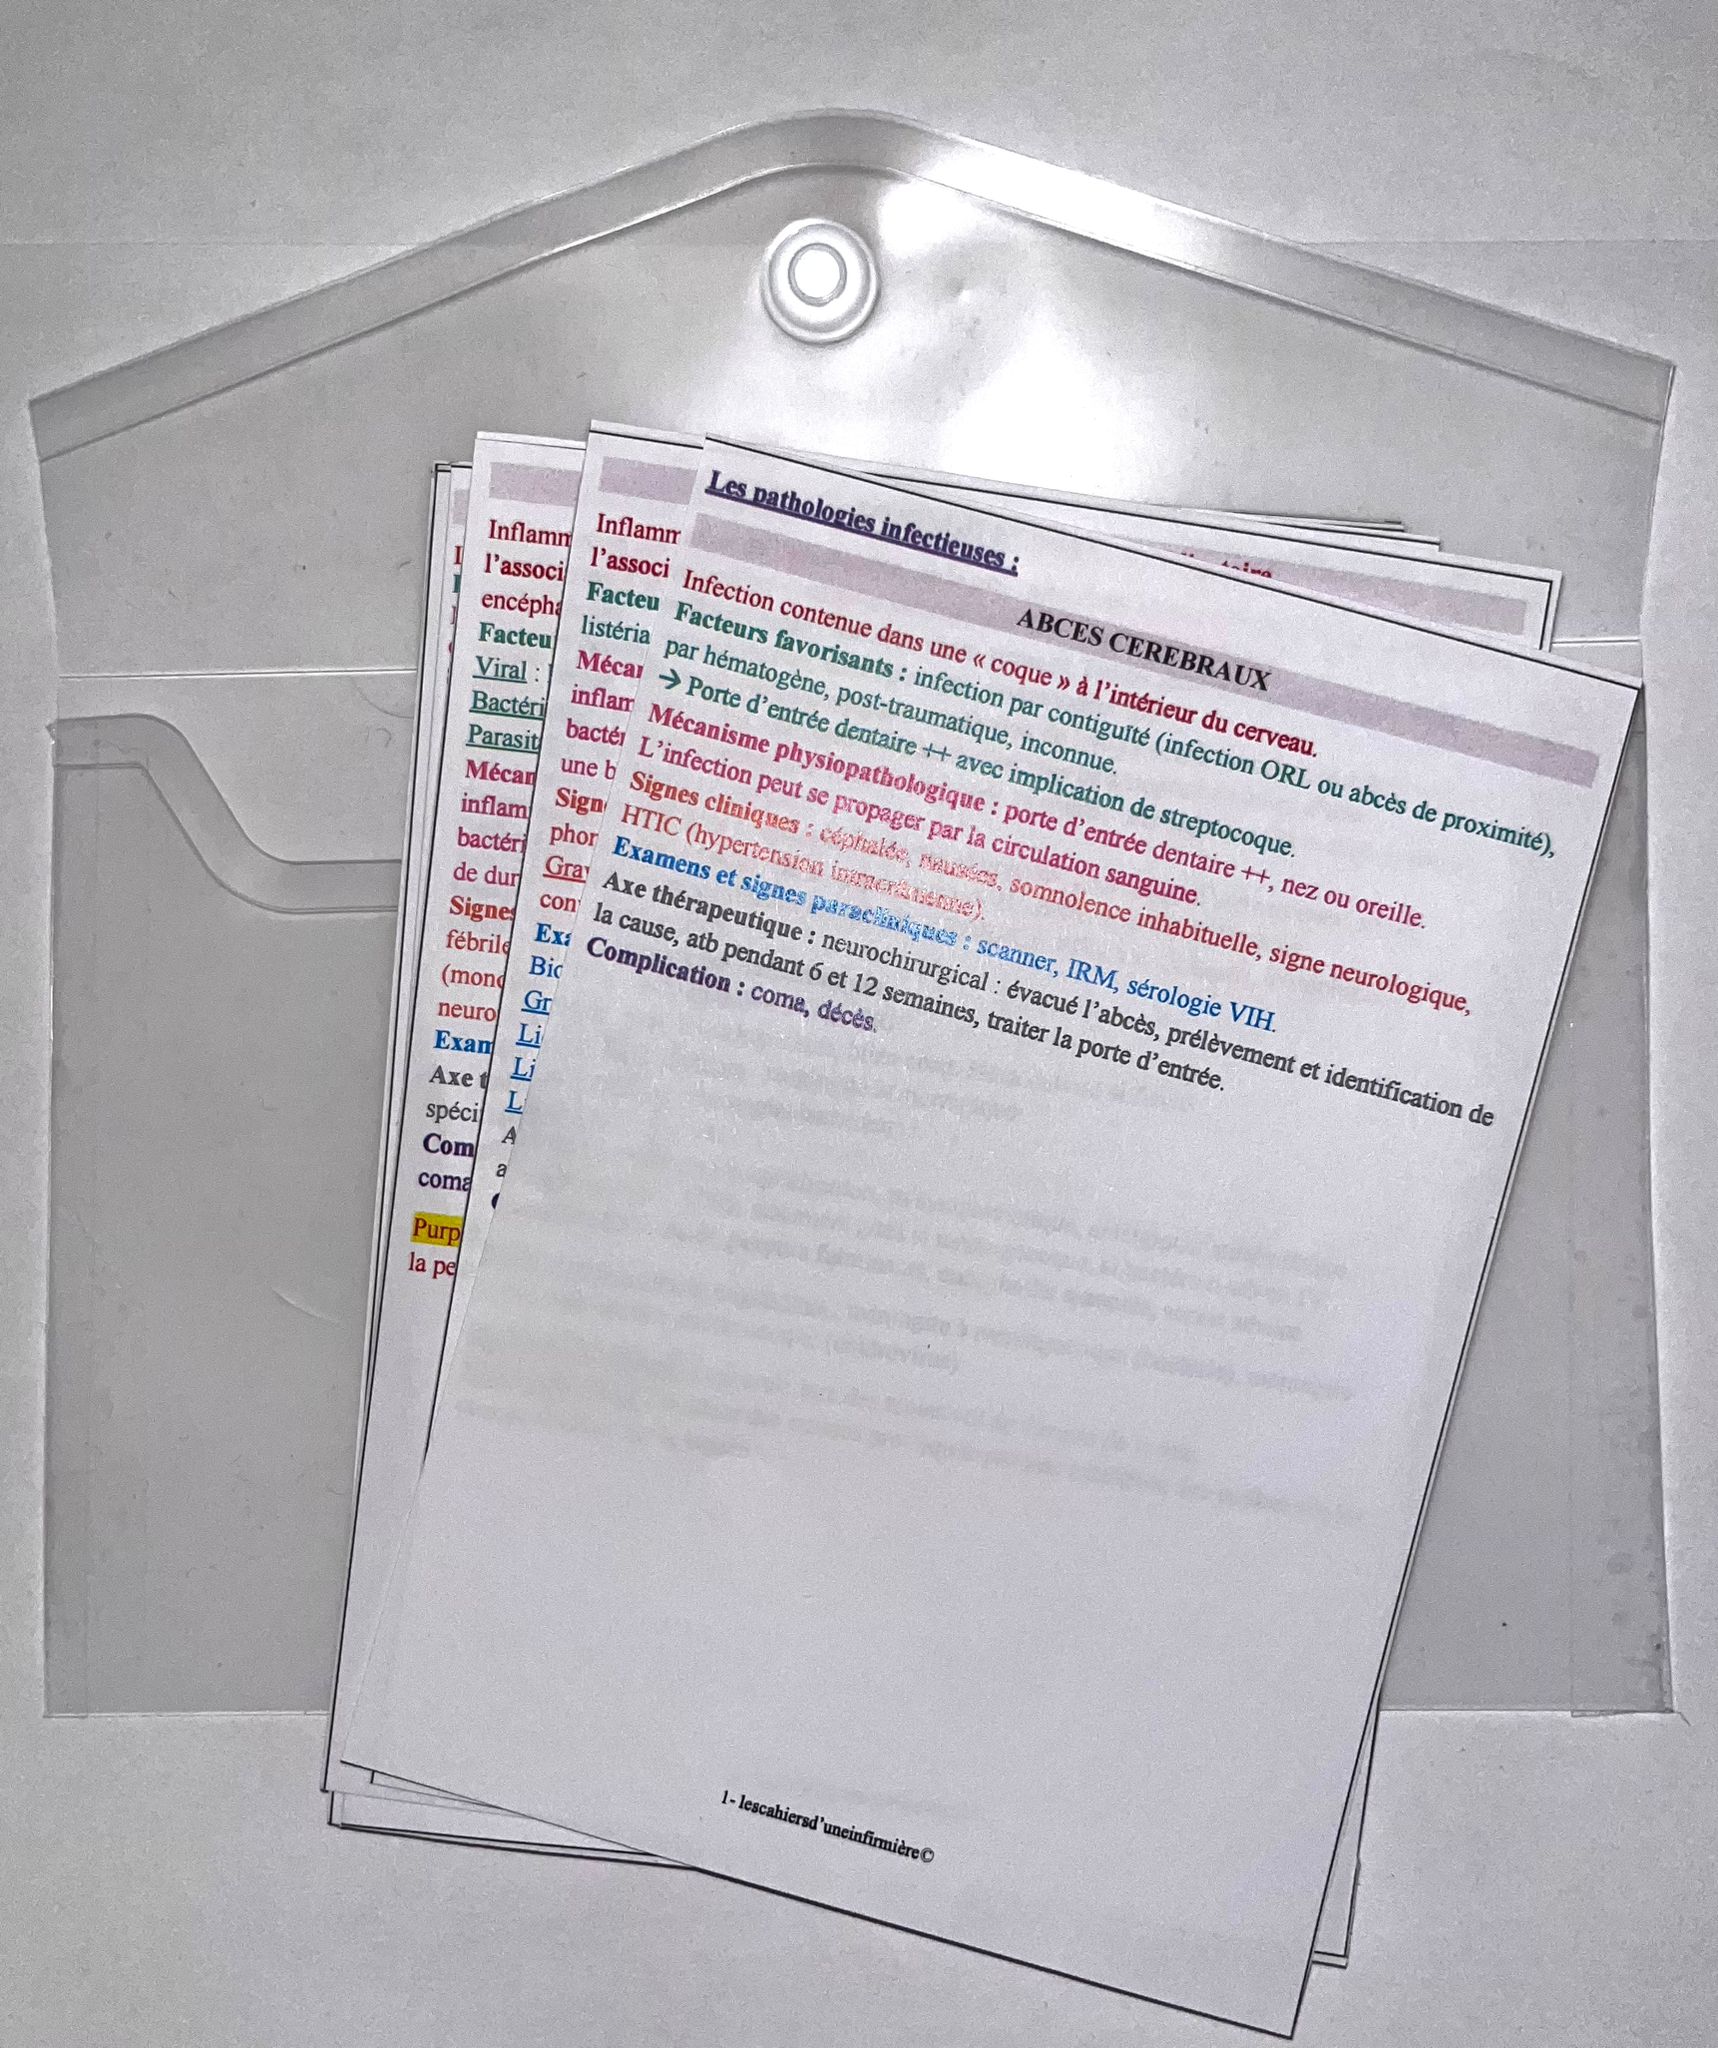 Les pathologies infectieuses :
ABCES CEREBRAUX
Infection contenue dans une « coque » à l'intérieur du cerveau.
Facteurs favorisants : infection par contiguïté (infection ORL ou abcès de proximité),
par hématogène, post-traumatique, inconnue.
→ Porte d'entrée dentaire ++ avec implication de streptocoque.
Mécanisme physiopathologique : porte d'entrée dentaire ++, nez ou oreille.
L'infection peut se propager par la circulation sanguine.
Signes cliniques : céphalée, nausées, somnolence inhabituelle, signe neurologique,
HTIC (hypertension intracrânienne).
Examens et signes paracliniques : scanner, IRM, sérologie VIH.
Axe thérapeutique : neurochirurgical : évacué l'abcès, prélèvement et identification de
la cause, atb pendant 6 et 12 semaines, traiter la porte d'entrée.
Complication : coma, décès.
1- lescahiersd'uneinfirmière©
Inflamm
l'associ
Facteu
listéria
Mécan
inflam
bactér
une b
Sign
phor
Grav
con
Exa
Bio
Gr
Li
Li
L
A
a
Inflamm
l'associ
encépha
Facteu
Viral :
Bactéri
Parasit
Mécan
inflam
bactéri
de dur
Signes
fébrile
(mono
neuro
Exam
Axe t
spéci
Com
coma
Purp
la pe